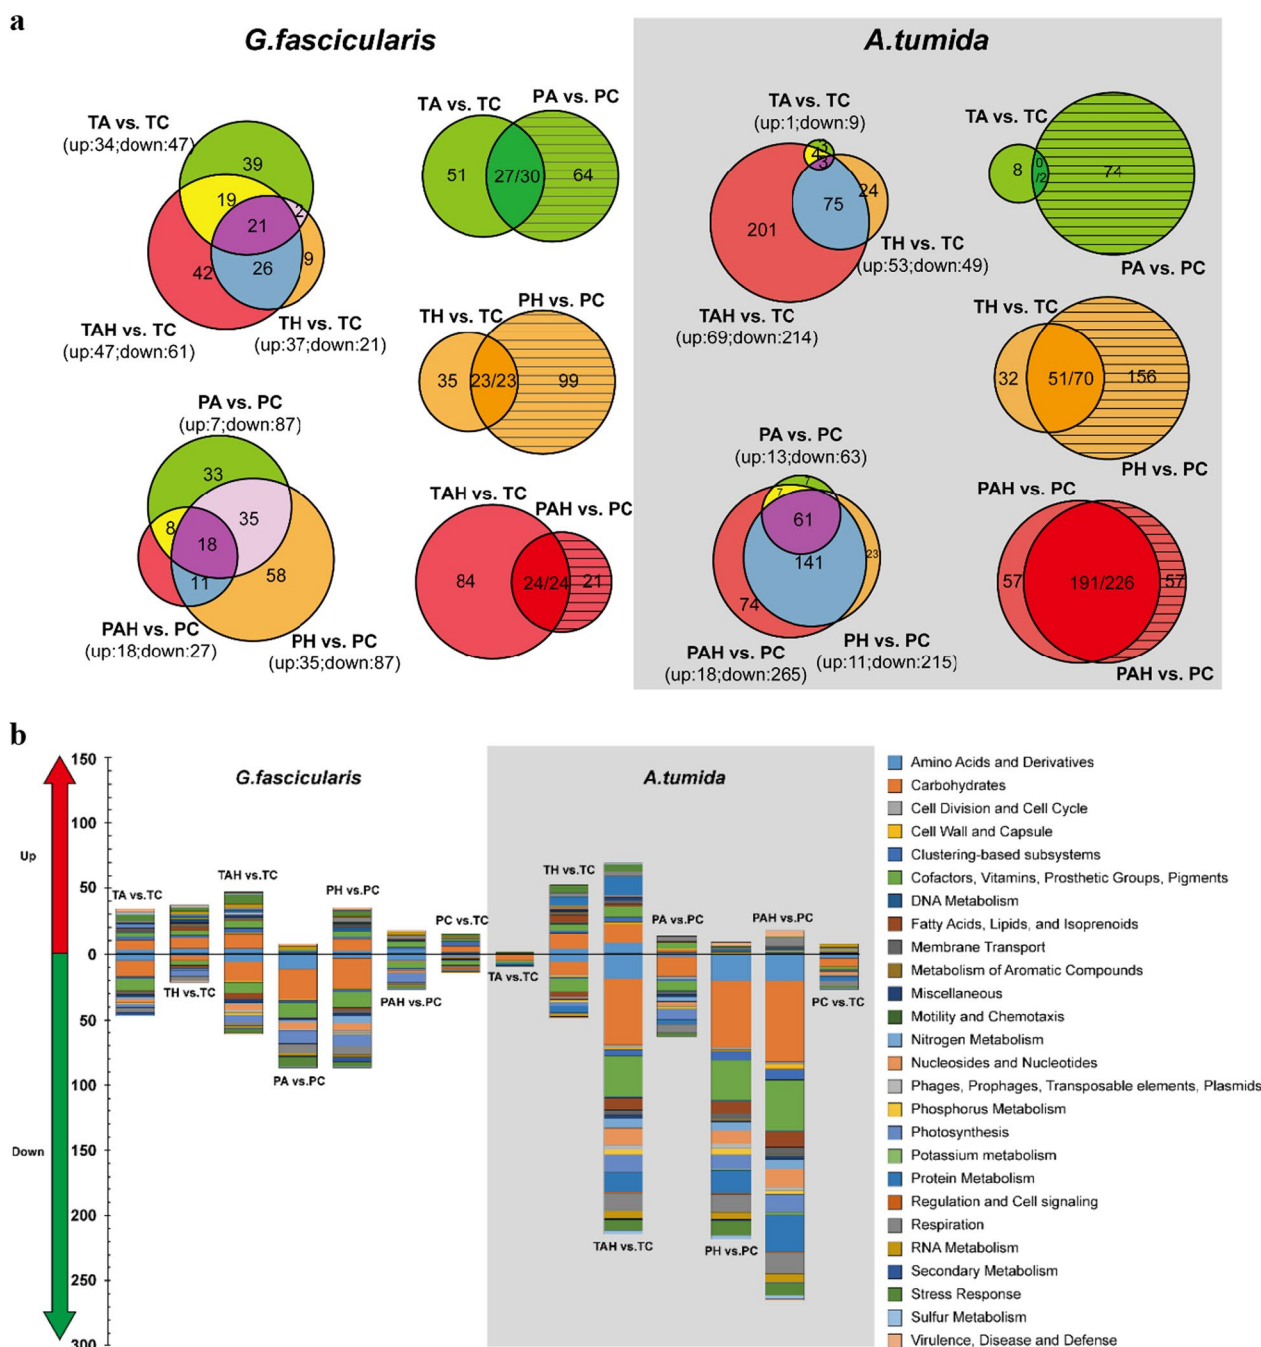 a
G.fascicularis
A.tumida
TA vs. TC
(up:34;down:47)
39
19
2
21
42
26
9
TAH vs. TC
(up:47;down:61)
TH vs. TC
(up:37;down:21)
TA vs. TC
PA vs. PC
51
27/30
64
TH vs. TC
PH vs. PC
35
23/23
99
PA vs. PC
(up:7;down:87)
33
8
35
18
11
58
PAH vs. PC
(up:18;down:27)
PH vs. PC
(up:35;down:87)
TAH vs. TC
PAH vs. PC
84
24/24
21
TA vs. TC
(up:1;down:9)
3
4
3
24
75
201
TH vs. TC
(up:53;down:49)
TAH vs. TC
(up:69;down:214)
TA vs. TC
8
0
/2
74
PA vs. PC
TH vs. TC
32
51/70
156
PH vs. PC
PA vs. PC
(up:13;down:63)
7
7
61
141
23
74
PAH vs. PC
(up:18;down:265)
PH vs. PC
(up:11;down:215)
PAH vs. PC
57
191/226
57
PAH vs. PC
b
G.fascicularis
A.tumida
150
100
50
0
50
100
150
200
250
300
Up
Down
TA vs.TC
TH vs.TC
TAH vs.TC
PA vs.PC
PH vs.PC
PAH vs.PC
PC vs.TC
TA vs.TC
TH vs.TC
TAH vs.TC
PA vs.PC
PH vs.PC
PAH vs.PC
PC vs.TC
Amino Acids and Derivatives
Carbohydrates
Cell Division and Cell Cycle
Cell Wall and Capsule
Clustering-based subsystems
Cofactors, Vitamins, Prosthetic Groups, Pigments
DNA Metabolism
Fatty Acids, Lipids, and Isoprenoids
Membrane Transport
Metabolism of Aromatic Compounds
Miscellaneous
Motility and Chemotaxis
Nitrogen Metabolism
Nucleosides and Nucleotides
Phages, Prophages, Transposable elements, Plasmids
Phosphorus Metabolism
Photosynthesis
Potassium metabolism
Protein Metabolism
Regulation and Cell signaling
Respiration
RNA Metabolism
Secondary Metabolism
Stress Response
Sulfur Metabolism
Virulence, Disease and Defense